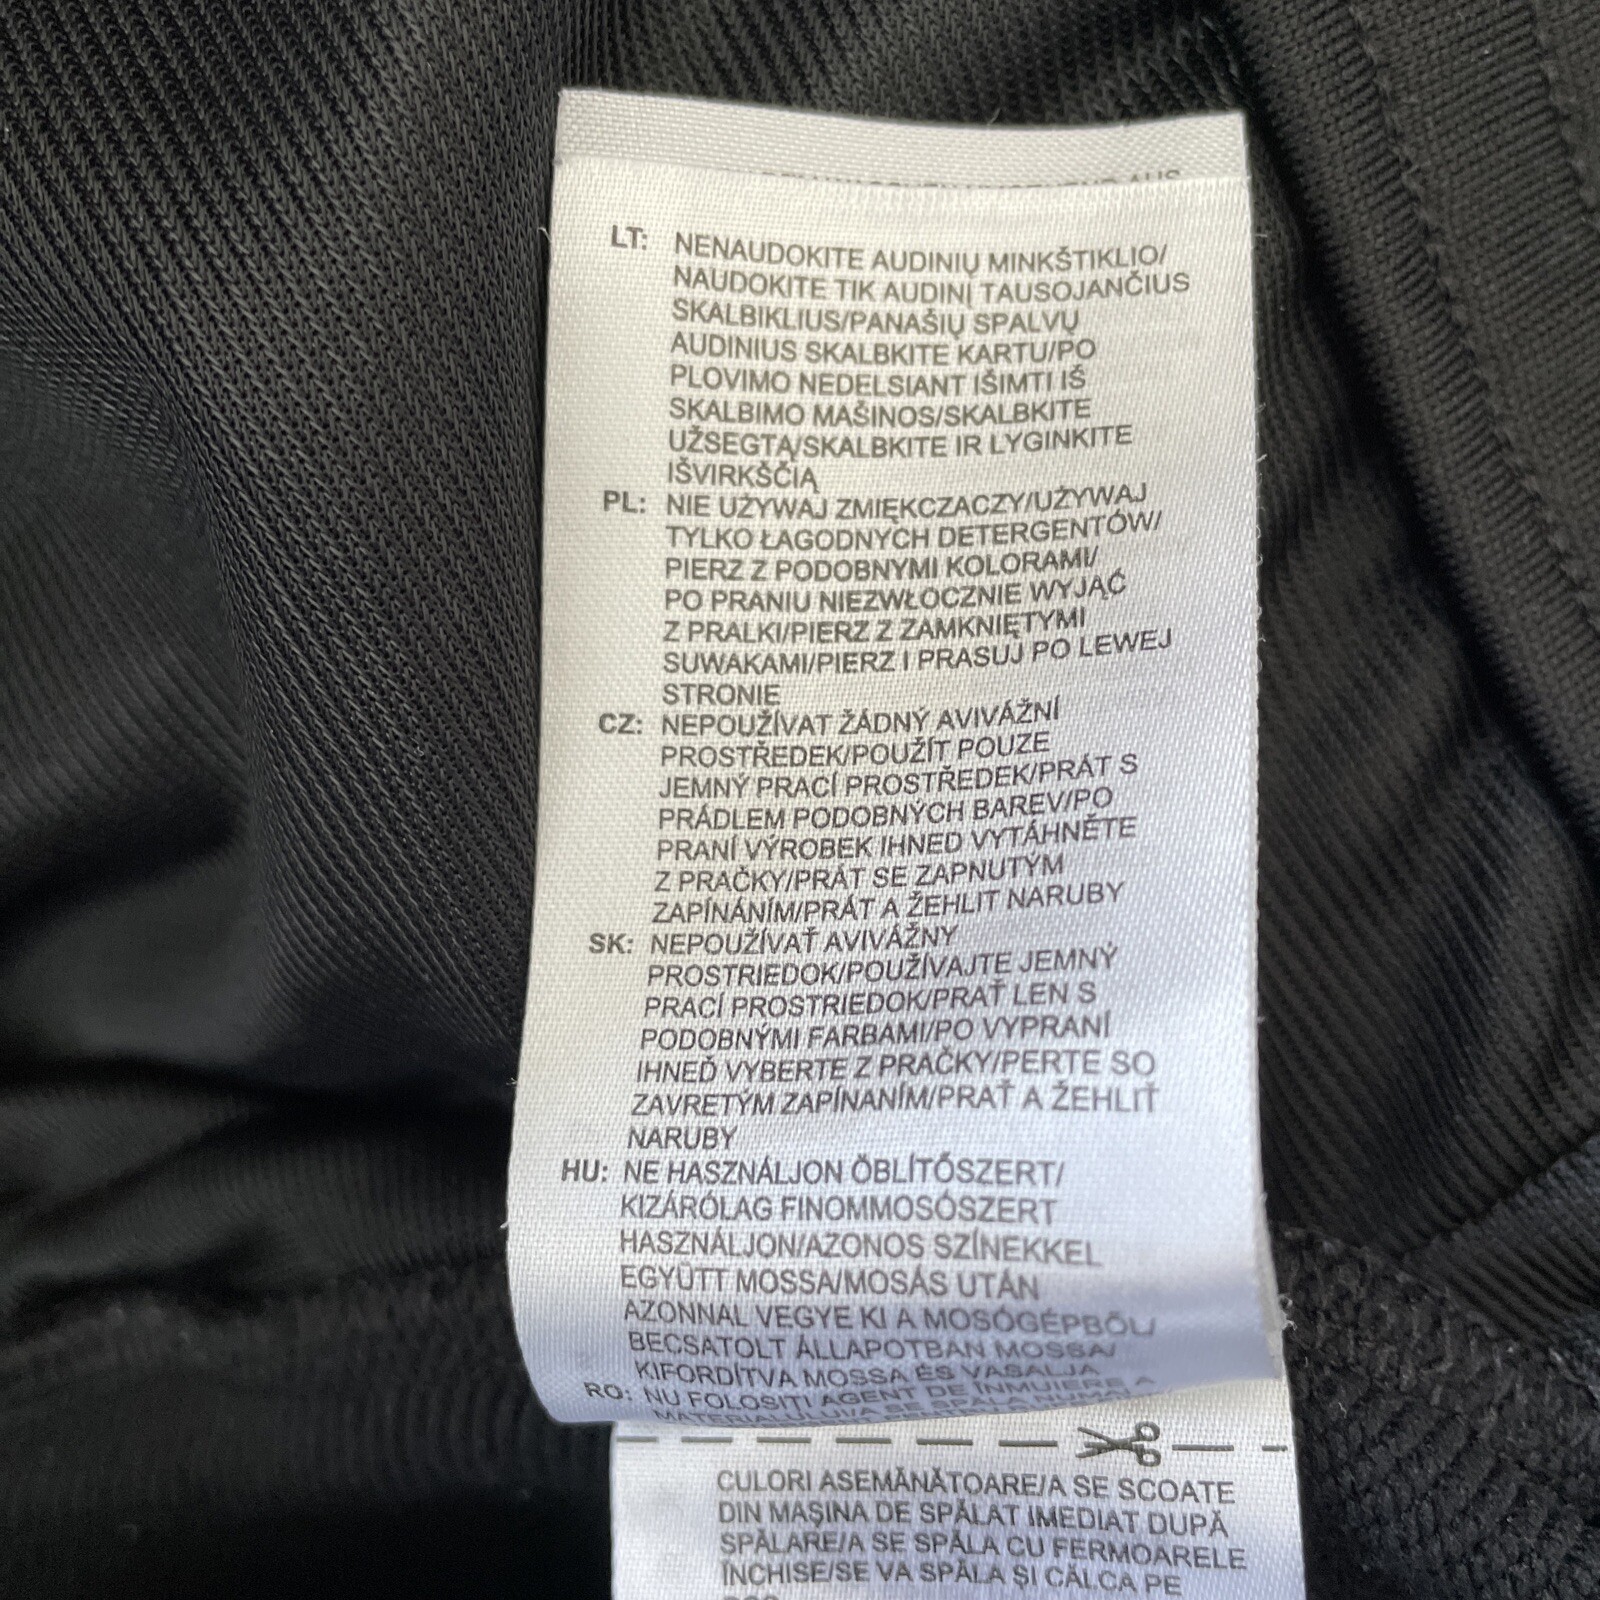 LT: NENAUDOKITE AUDINIŲ MINKŠTIKLIO/
NAUDOKITE TIK AUDINĮ TAUSOJANČIUS
SKALBIKLIUS/PANAŠIŲ SPALVŲ
AUDINIUS SKALBKITE KARTU/PO
PLOVIMO NEDELSIANT IŠIMTI IŠ
SKALBIMO MAŠINOS/SKALBKITE
UŽSEGTĄ/SKALBKITE IR LYGINKITE
IŠVIRKŠČIĄ
PL: NIE UŻYWAJ ZMIĘKCZACZY/UŻYWAJ
TYLKO ŁAGODNYCH DETERGENTÓW/
PIERZ Z PODOBNYMI KOLORAMI/
PO PRANIU NIEZWŁOCZNIE WYJĄĆ
Z PRALKI/PIERZ Z ZAMKNIĘTYMI
SUWAKAMI/PIERZ I PRASUJ PO LEWEJ
STRONIE
CZ: NEPOUŽÍVAT ŽÁDNÝ AVIVÁŽNÍ
PROSTŘEDEK/POUŽÍT POUZE
JEMNÝ PRACÍ PROSTŘEDEK/PRÁT S
PRÁDLEM PODOBNÝCH BAREV/PO
PRANÍ VÝROBEK IHNED VYTÁHNĚTE
Z PRAČKY/PRÁT SE ZAPNUTÝM
ZAPÍNÁNÍM/PRÁT A ŽEHLIT NARUBY
SK: NEPOUŽÍVAŤ AVIVÁŽNY
PROSTRIEDOK/POUŽÍVAJTE JEMNÝ
PRACÍ PROSTRIEDOK/PRAŤ LEN S
PODOBNÝMI FARBAMI/PO VYPRANÍ
IHNEĎ VYBERTE Z PRAČKY/PERTE SO
ZAVRETÝM ZAPÍNANÍM/PRAŤ A ŽEHLIŤ
NARUBY
HU: NE HASZNÁLJON ÖBLÍTŐSZERT/
KIZÁRÓLAG FINOMMOSÓSZERT
HASZNÁLJON/AZONOS SZÍNEKKEL
EGYÜTT MOSSA/MOSÁS UTÁN
AZONNAL VEGYE KI A MOSÓGÉPBŐL/
BECSATOLT ÁLLAPOTBAN MOSSA/
KIFORDÍTVA MOSSA ÉS VASALJA
RO: NU FOLOSIȚI AGENT DE ÎNMUIERE A
MATERIALULUI/A SE SPĂLA
CULORI ASEMĂNĂTOARE/A SE SCOATE
DIN MAȘINA DE SPĂLAT IMEDIAT DUPĂ
SPĂLARE/A SE SPĂLA CU FERMOARELE
ÎNCHISE/SE VA SPĂLA ȘI CĂLCA PE